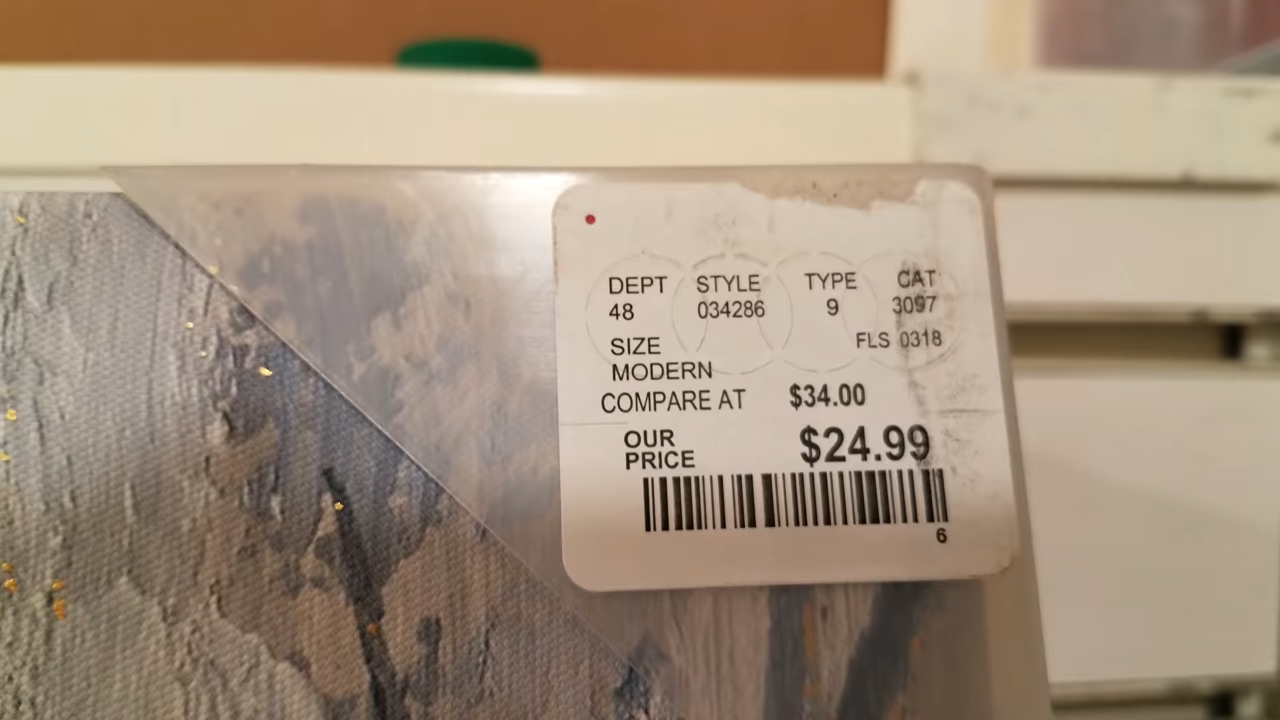 DEPT STYLE TYPE CAT
48 034286 9 3097
SIZE FLS 0318
MODERN
COMPARE AT $34.00
OUR PRICE $24.99
6